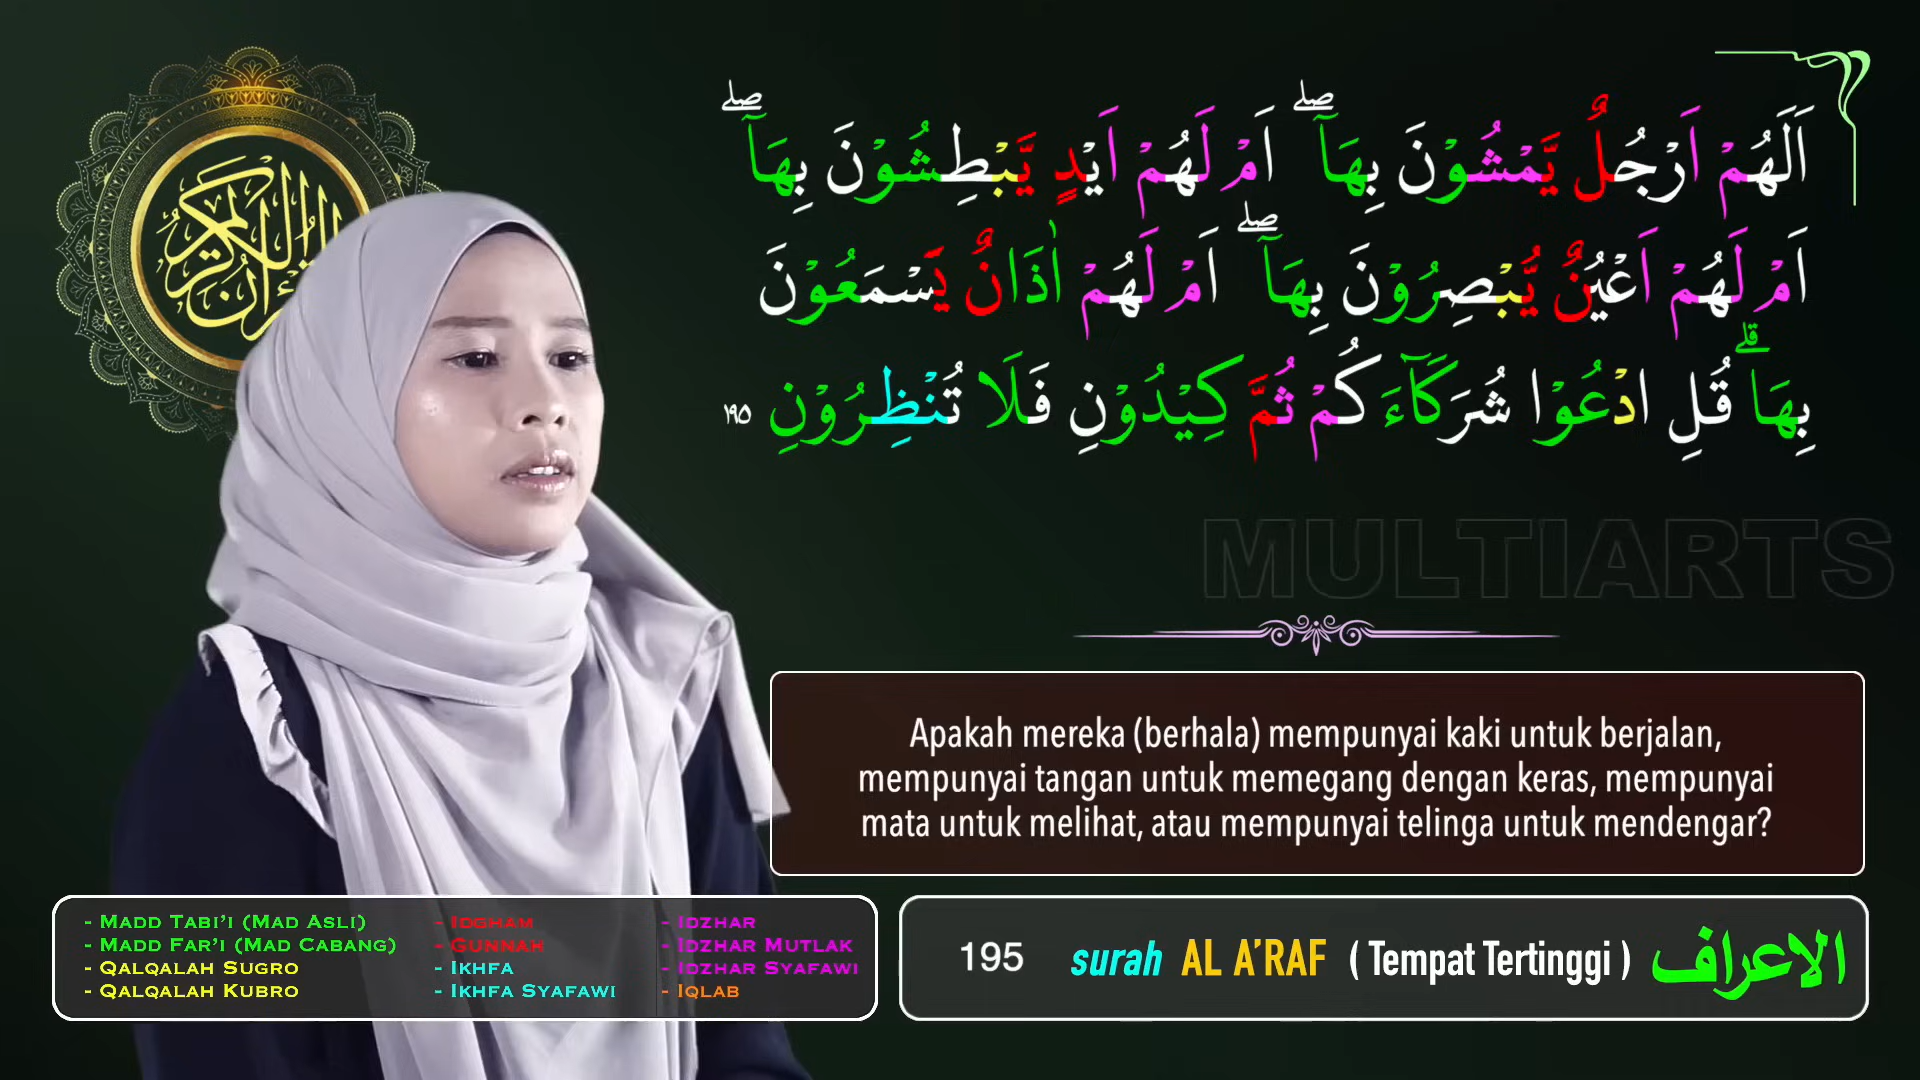 اَلَهُمْ اَرْجُلٌ يَّمْشُوْنَ بِهَآ ۖ اَمْ لَهُمْ اَيْدٍ يَّبْطِشُوْنَ بِهَآ ۖ
اَمْ لَهُمْ اَعْيُنٌ يُّبْصِرُوْنَ بِهَآ ۖ اَمْ لَهُمْ اٰذَانٌ يَّسْمَعُوْنَ
بِهَاۗ قُلِ ادْعُوْا شُرَكَاۤءَكُمْ ثُمَّ كِيْدُوْنِ فَلَا تُنْظِرُوْنِ ١٩٥
MULTIARTS
Apakah mereka (berhala) mempunyai kaki untuk berjalan,
mempunyai tangan untuk memegang dengan keras, mempunyai
mata untuk melihat, atau mempunyai telinga untuk mendengar?
- Madd Tabi'i (Mad Asli)
- Madd Far'i (Mad Cabang)
- Qalqalah Sugro
- Qalqalah Kubro
- Idgham
- Gunnah
- Ikhfa
- Ikhfa Syafawi
- Idzhar
- Idzhar Mutlak
- Idzhar Syafawi
- Iqlab
195 surah AL A'RAF ( Tempat Tertinggi ) الاعراف